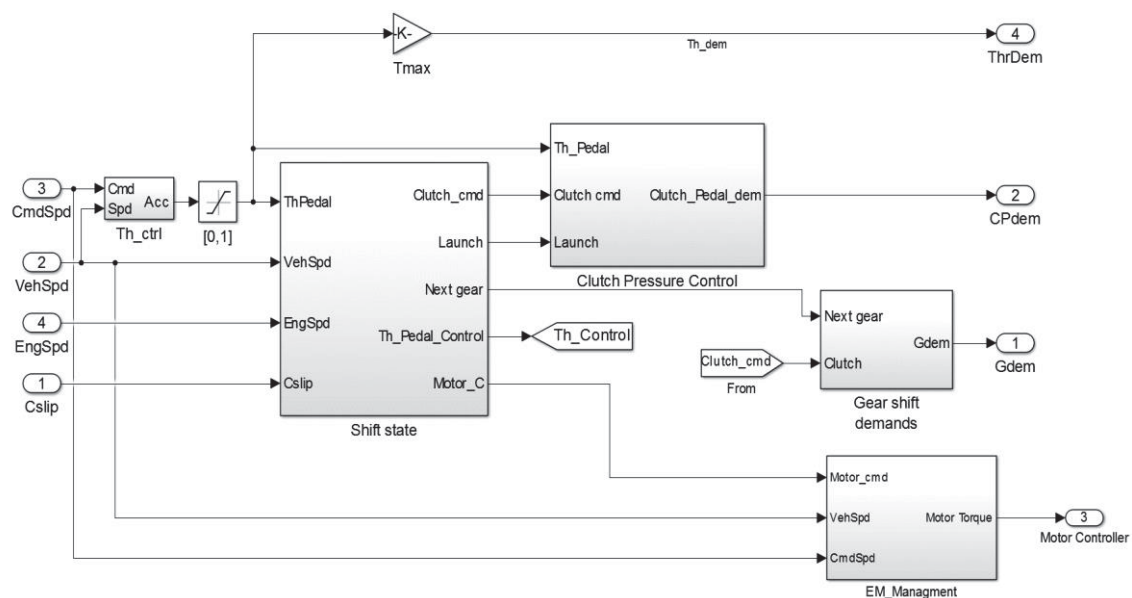 -K-
Tmax
Th_dem
4
ThrDem
3
CmdSpd
Cmd
Spd
Acc
Th_ctrl
[0,1]
2
VehSpd
4
EngSpd
1
Cslip
ThPedal
VehSpd
EngSpd
Cslip
Clutch_cmd
Launch
Next gear
Th_Pedal_Control
Motor_C
Shift state
Th_Pedal
Clutch cmd
Launch
Clutch_Pedal_dem
Clutch Pressure Control
2
CPdem
Th_Control
Clutch_cmd
From
Next gear
Clutch
Gdem
Gear shift
demands
1
Gdem
Motor_cmd
VehSpd
CmdSpd
Motor Torque
EM_Managment
3
Motor Controller